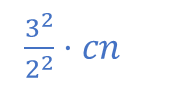 3²/2² · cn